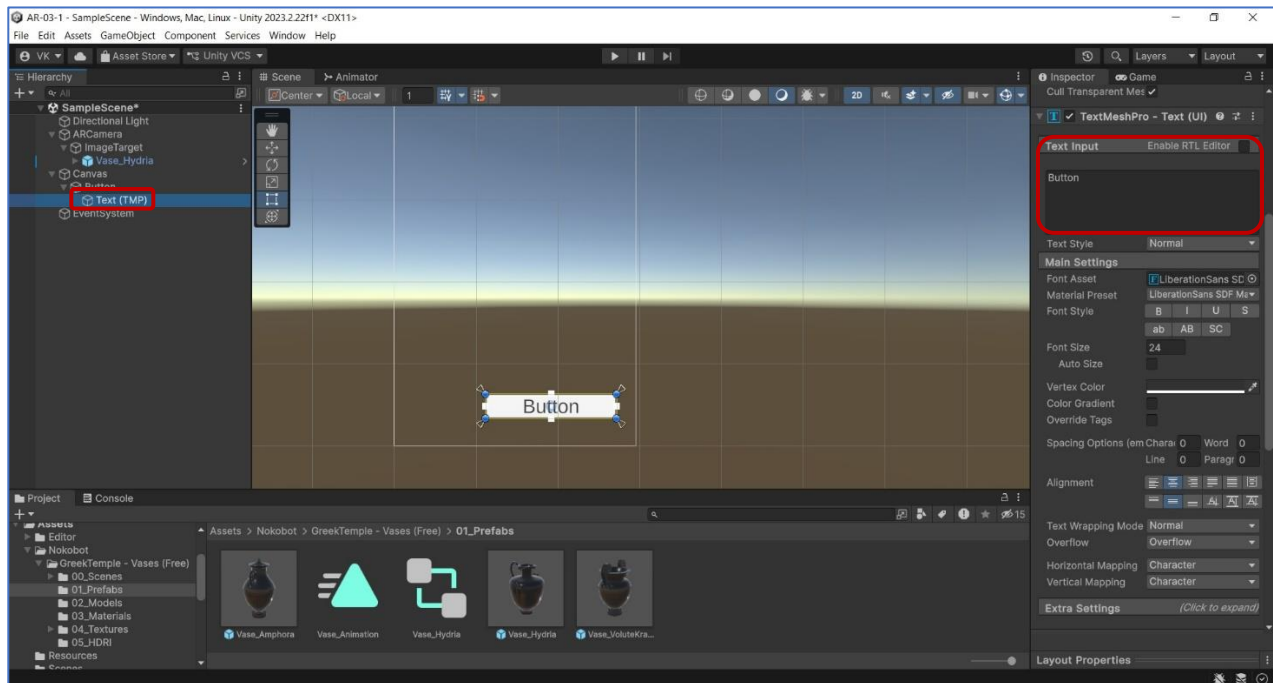 AR-03-1 - SampleScene - Windows, Mac, Linux - Unity 2023.2.22f1* <DX11>
File Edit Assets GameObject Component Services Window Help
VK Asset Store Unity VCS Layers Layout
Hierarchy
All
SampleScene*
Directional Light
ARCamera
ImageTarget
Vase_Hydria
Canvas
Button
Text (TMP)
EventSystem
Scene Animator
Center Local 1 2D
Button
Inspector Game
Cull Transparent Mes
TextMeshPro - Text (UI)
Text Input Enable RTL Editor
Button
Text Style Normal
Main Settings
Font Asset LiberationSans SD
Material Preset LiberationSans SDF Ma
Font Style B I U S
ab AB SC
Font Size 24
Auto Size
Vertex Color
Color Gradient
Override Tags
Spacing Options (em Chara 0 Word 0
Line 0 Paragr 0
Alignment
Text Wrapping Mode Normal
Overflow Overflow
Horizontal Mapping Character
Vertical Mapping Character
Extra Settings (Click to expand)
Layout Properties
Project Console
15
Assets
Editor
Nokobot
GreekTemple - Vases (Free)
00_Scenes
01_Prefabs
02_Models
03_Materials
04_Textures
05_HDRI
Resources
Scenes
Assets > Nokobot > GreekTemple - Vases (Free) > 01_Prefabs
Vase_Amphora Vase_Animation Vase_Hydria Vase_Hydria Vase_VoluteKra...